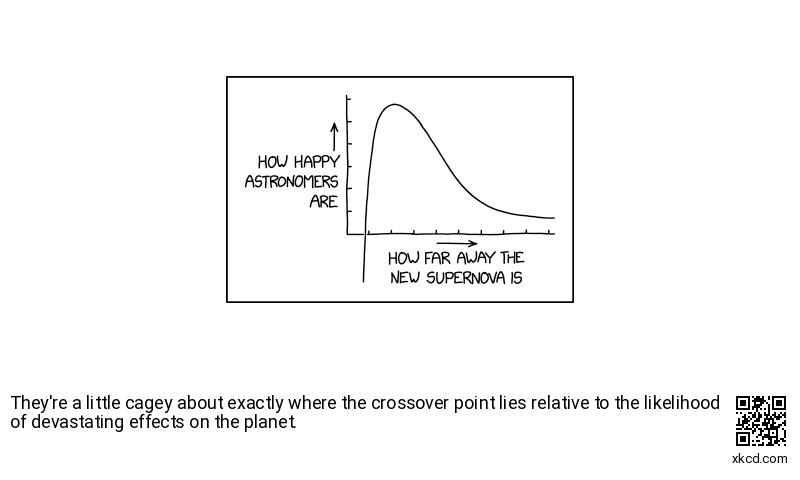 HOW HAPPY
ASTRONOMERS
ARE
HOW FAR AWAY THE
NEW SUPERNOVA IS
They're a little cagey about exactly where the crossover point lies relative to the likelihood
of devastating effects on the planet.
xkcd.com